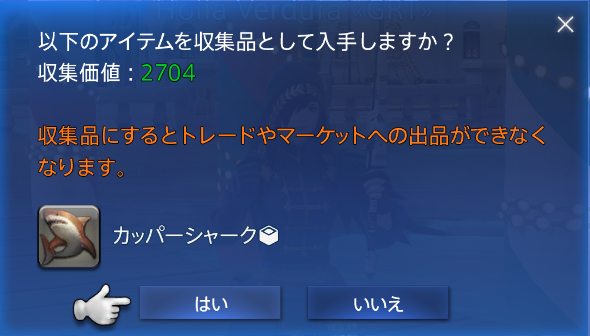 以下のアイテムを収集品として入手しますか？
収集価値：2704
収集品にするとトレードやマーケットへの出品ができなく
なります。
カッパーシャーク
はい
いいえ